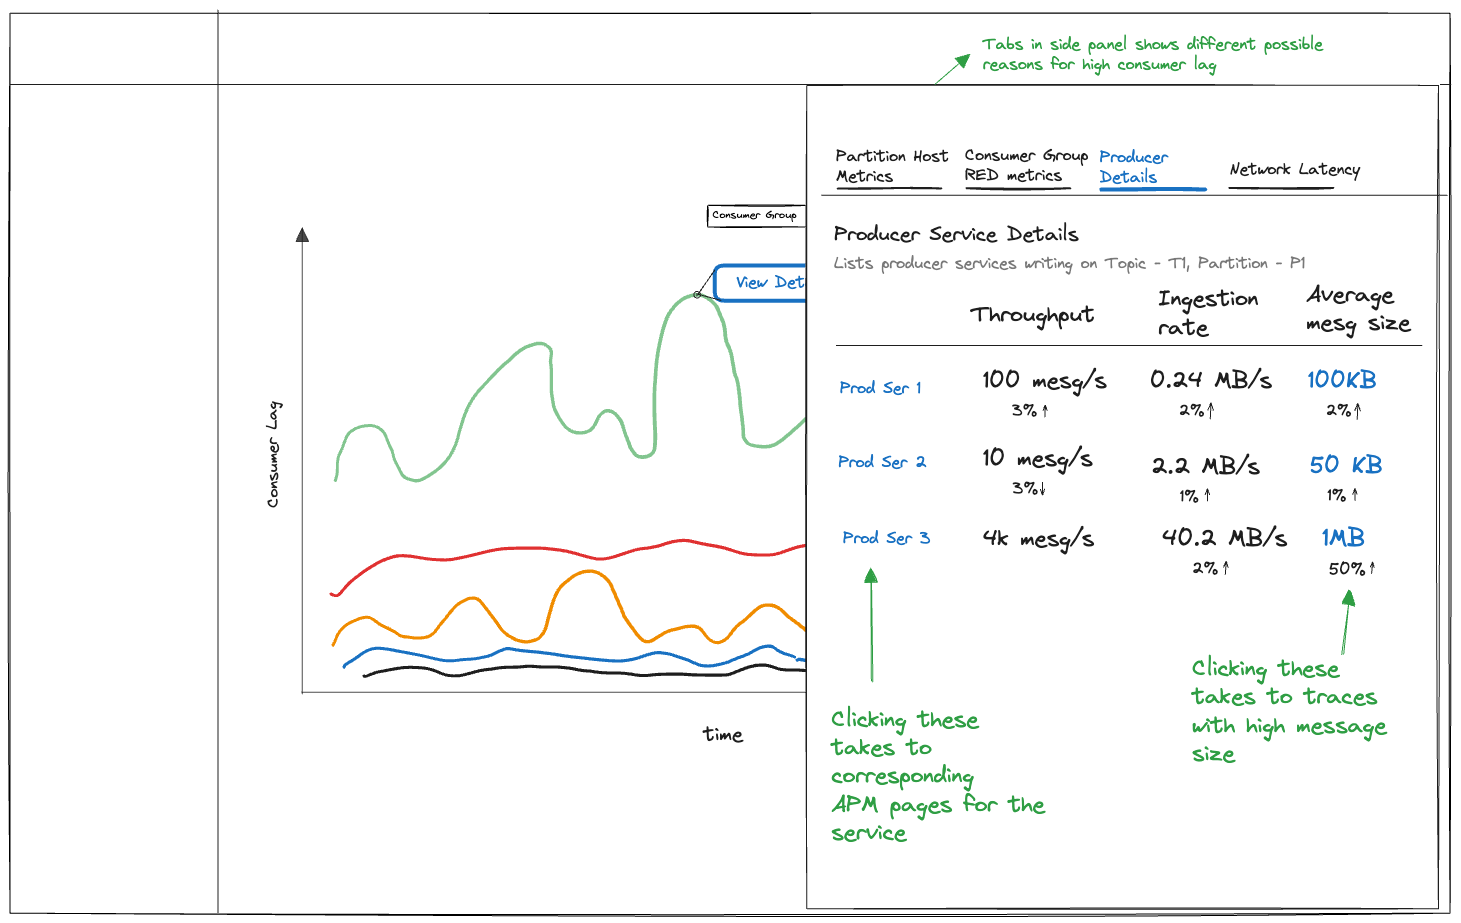 Tabs in side panel shows different possible
reasons for high consumer lag
Partition Host
Metrics
Consumer Group
RED metrics
Producer
Details
Network Latency
Consumer Group
View Det
Consumer Lag
time
Producer Service Details
Lists producer services writing on Topic - T1, Partition - P1
Throughput
Ingestion
rate
Average
mesg size
Prod Ser 1
100 mesg/s
3% ↑
0.24 MB/s
2% ↑
100KB
2% ↑
Prod Ser 2
10 mesg/s
3% ↓
2.2 MB/s
1% ↑
50 KB
1% ↑
Prod Ser 3
4k mesg/s
40.2 MB/s
2% ↑
1MB
50% ↑
Clicking these
takes to
corresponding
APM pages for the
service
Clicking these
takes to traces
with high message
size